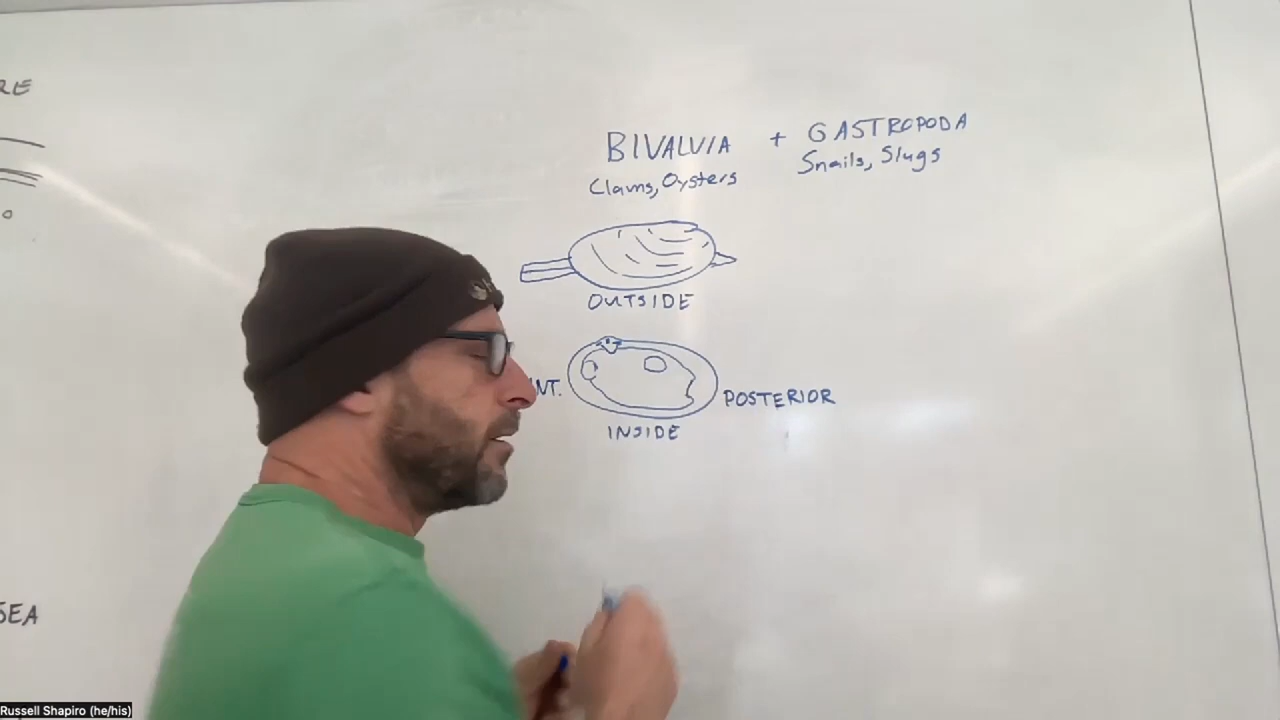 RE
BIVALVIA + GASTROPODA
Clams, Oysters Snails, Slugs
OUTSIDE
NT. POSTERIOR
INSIDE
SEA
Russell Shapiro (he/his)